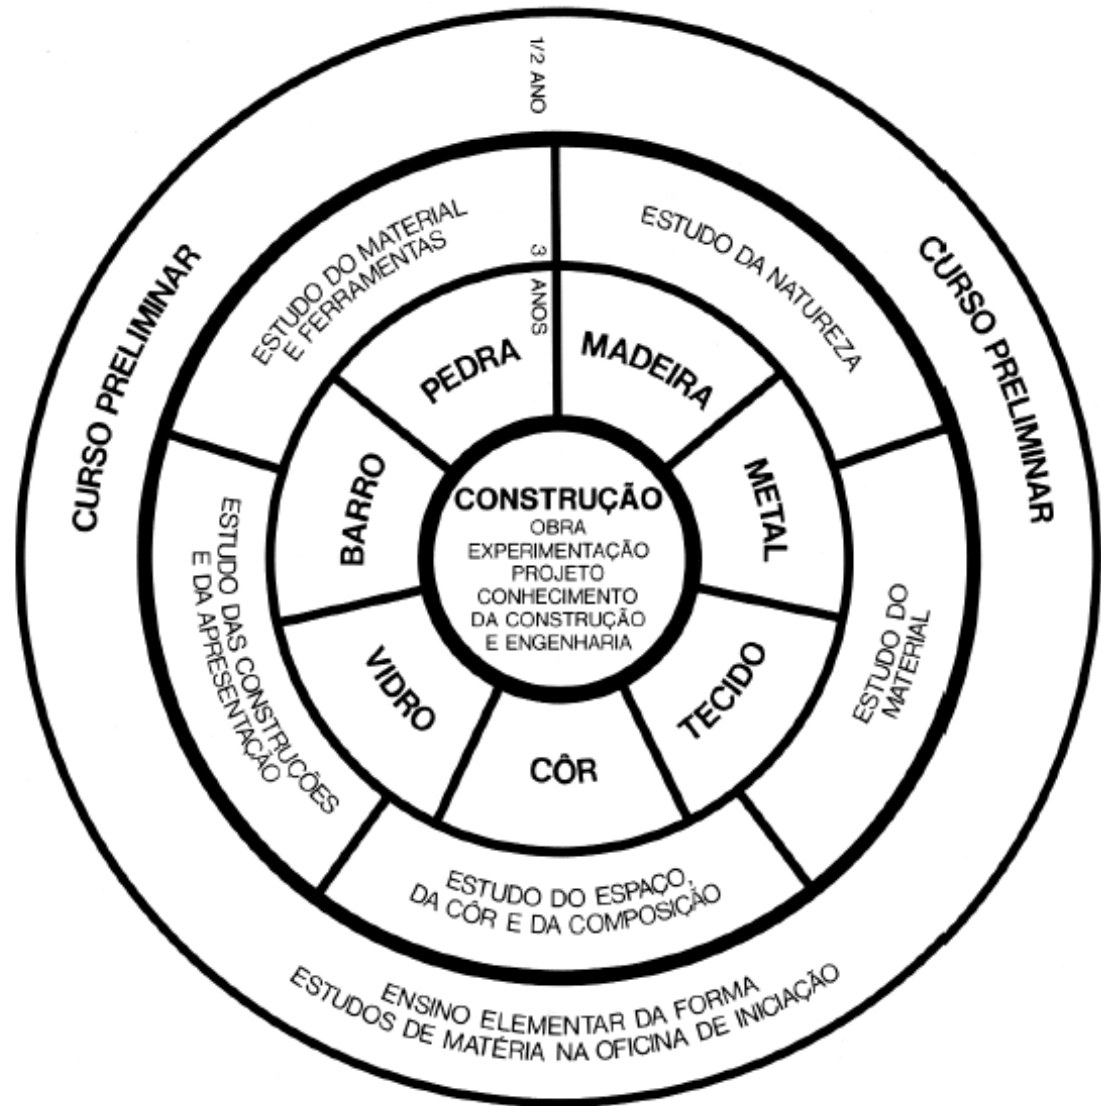 1/2 ANO
CURSO PRELIMINAR
CURSO PRELIMINAR
ESTUDO DO MATERIAL
E FERRAMENTAS
3 ANOS
ESTUDO DA NATUREZA
PEDRA
MADEIRA
BARRO
METAL
CONSTRUÇÃO
OBRA
EXPERIMENTAÇÃO
PROJETO
CONHECIMENTO
DA CONSTRUÇÃO
E ENGENHARIA
ESTUDO DAS CONSTRUÇÕES
E DA APRESENTAÇÃO
ESTUDO DO
MATERIAL
VIDRO
TECIDO
CÔR
ESTUDO DO ESPAÇO,
DA CÔR E DA COMPOSIÇÃO
ENSINO ELEMENTAR DA FORMA
ESTUDOS DE MATÉRIA NA OFICINA DE INICIAÇÃO